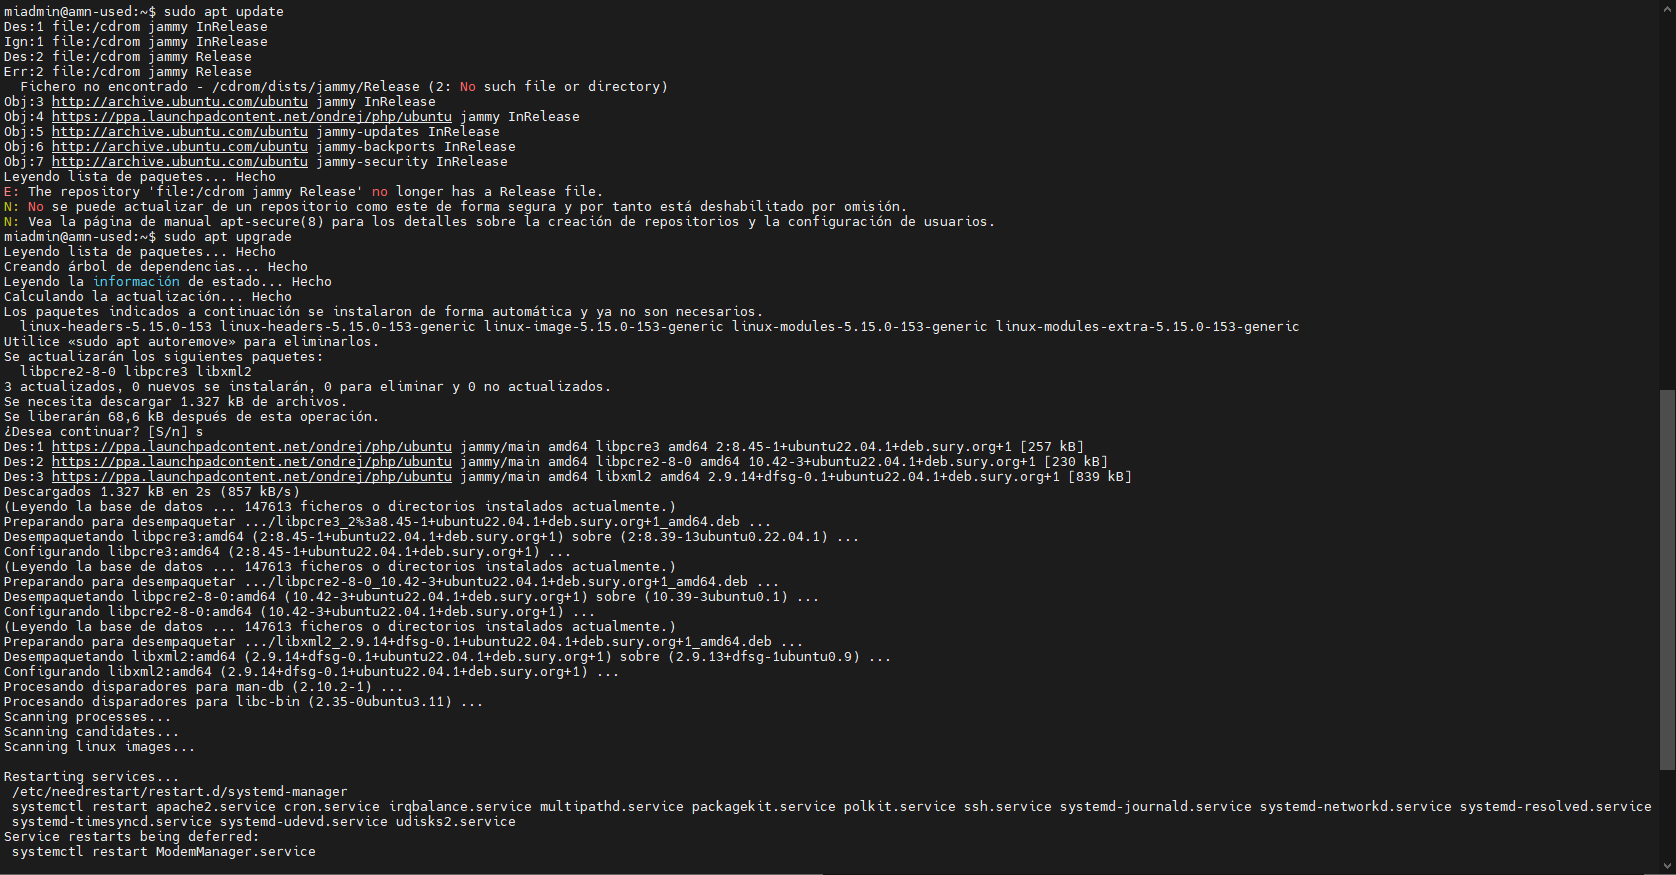 miadmin@amn-used:~$ sudo apt update
Des:1 file:/cdrom jammy InRelease
Ign:1 file:/cdrom jammy InRelease
Des:2 file:/cdrom jammy Release
Err:2 file:/cdrom jammy Release
  Fichero no encontrado - /cdrom/dists/jammy/Release (2: No such file or directory)
Obj:3 http://archive.ubuntu.com/ubuntu jammy InRelease
Obj:4 https://ppa.launchpadcontent.net/ondrej/php/ubuntu jammy InRelease
Obj:5 http://archive.ubuntu.com/ubuntu jammy-updates InRelease
Obj:6 http://archive.ubuntu.com/ubuntu jammy-backports InRelease
Obj:7 http://archive.ubuntu.com/ubuntu jammy-security InRelease
Leyendo lista de paquetes... Hecho
E: The repository 'file:/cdrom jammy Release' no longer has a Release file.
N: No se puede actualizar de un repositorio como este de forma segura y por tanto está deshabilitado por omisión.
N: Vea la página de manual apt-secure(8) para los detalles sobre la creación de repositorios y la configuración de usuarios.
miadmin@amn-used:~$ sudo apt upgrade
Leyendo lista de paquetes... Hecho
Creando árbol de dependencias... Hecho
Leyendo la información de estado... Hecho
Calculando la actualización... Hecho
Los paquetes indicados a continuación se instalaron de forma automática y ya no son necesarios.
  linux-headers-5.15.0-153 linux-headers-5.15.0-153-generic linux-image-5.15.0-153-generic linux-modules-5.15.0-153-generic linux-modules-extra-5.15.0-153-generic
Utilice «sudo apt autoremove» para eliminarlos.
Se actualizarán los siguientes paquetes:
  libpcre2-8-0 libpcre3 libxml2
3 actualizados, 0 nuevos se instalarán, 0 para eliminar y 0 no actualizados.
Se necesita descargar 1.327 kB de archivos.
Se liberarán 68,6 kB después de esta operación.
¿Desea continuar? [S/n] s
Des:1 https://ppa.launchpadcontent.net/ondrej/php/ubuntu jammy/main amd64 libpcre3 amd64 2:8.45-1+ubuntu22.04.1+deb.sury.org+1 [257 kB]
Des:2 https://ppa.launchpadcontent.net/ondrej/php/ubuntu jammy/main amd64 libpcre2-8-0 amd64 10.42-3+ubuntu22.04.1+deb.sury.org+1 [230 kB]
Des:3 https://ppa.launchpadcontent.net/ondrej/php/ubuntu jammy/main amd64 libxml2 amd64 2.9.14+dfsg-0.1+ubuntu22.04.1+deb.sury.org+1 [839 kB]
Descargados 1.327 kB en 2s (857 kB/s)
(Leyendo la base de datos ... 147613 ficheros o directorios instalados actualmente.)
Preparando para desempaquetar .../libpcre3_2%3a8.45-1+ubuntu22.04.1+deb.sury.org+1_amd64.deb ...
Desempaquetando libpcre3:amd64 (2:8.45-1+ubuntu22.04.1+deb.sury.org+1) sobre (2:8.39-13ubuntu0.22.04.1) ...
Configurando libpcre3:amd64 (2:8.45-1+ubuntu22.04.1+deb.sury.org+1) ...
(Leyendo la base de datos ... 147613 ficheros o directorios instalados actualmente.)
Preparando para desempaquetar .../libpcre2-8-0_10.42-3+ubuntu22.04.1+deb.sury.org+1_amd64.deb ...
Desempaquetando libpcre2-8-0:amd64 (10.42-3+ubuntu22.04.1+deb.sury.org+1) sobre (10.39-3ubuntu0.1) ...
Configurando libpcre2-8-0:amd64 (10.42-3+ubuntu22.04.1+deb.sury.org+1) ...
(Leyendo la base de datos ... 147613 ficheros o directorios instalados actualmente.)
Preparando para desempaquetar .../libxml2_2.9.14+dfsg-0.1+ubuntu22.04.1+deb.sury.org+1_amd64.deb ...
Desempaquetando libxml2:amd64 (2.9.14+dfsg-0.1+ubuntu22.04.1+deb.sury.org+1) sobre (2.9.13+dfsg-1ubuntu0.9) ...
Configurando libxml2:amd64 (2.9.14+dfsg-0.1+ubuntu22.04.1+deb.sury.org+1) ...
Procesando disparadores para man-db (2.10.2-1) ...
Procesando disparadores para libc-bin (2.35-0ubuntu3.11) ...
Scanning processes...
Scanning candidates...
Scanning linux images...

Restarting services...
 /etc/needrestart/restart.d/systemd-manager
 systemctl restart apache2.service cron.service irqbalance.service multipathd.service packagekit.service polkit.service ssh.service systemd-journald.service systemd-networkd.service systemd-resolved.service
 systemd-timesyncd.service systemd-udevd.service udisks2.service
Service restarts being deferred:
 systemctl restart ModemManager.service